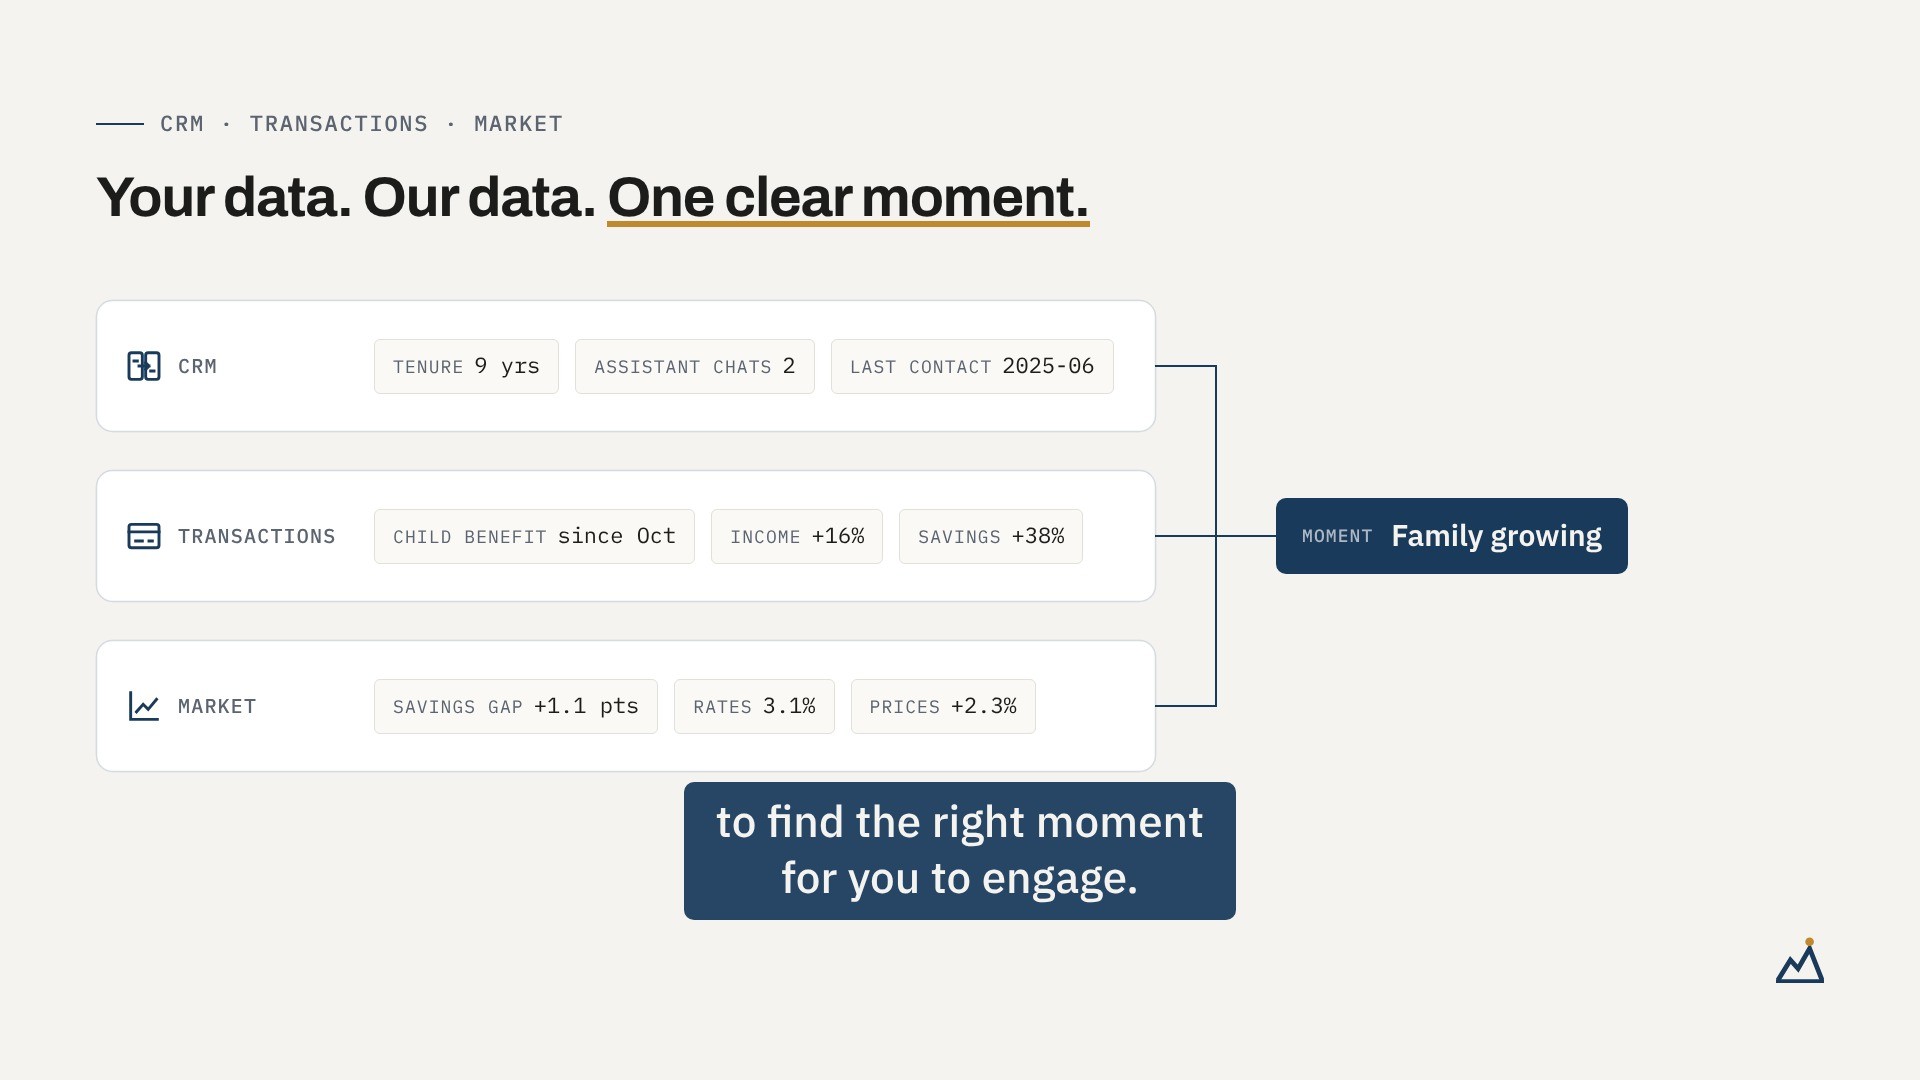 CRM · TRANSACTIONS · MARKET
Your data. Our data. One clear moment.
CRM TENURE 9 yrs ASSISTANT CHATS 2 LAST CONTACT 2025-06
TRANSACTIONS CHILD BENEFIT since Oct INCOME +16% SAVINGS +38%
MOMENT Family growing
MARKET SAVINGS GAP +1.1 pts RATES 3.1% PRICES +2.3%
to find the right moment
for you to engage.